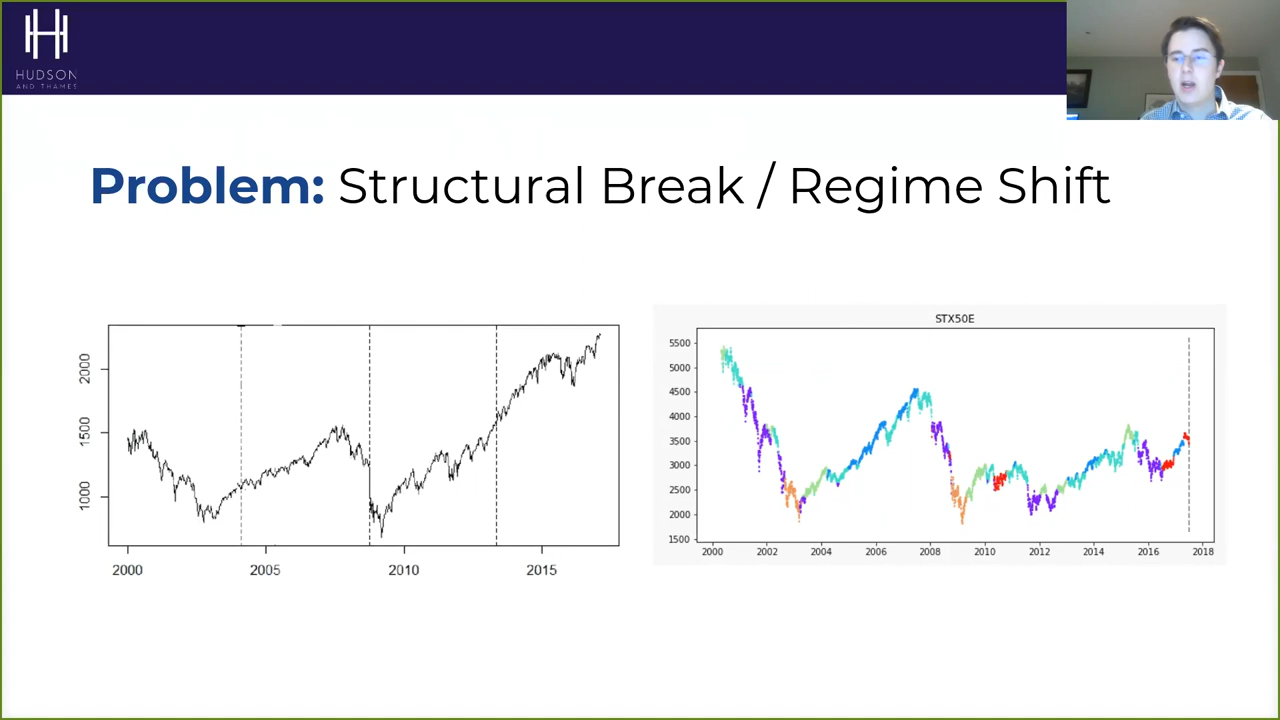 HUDSON
AND THAMES
Problem: Structural Break / Regime Shift
2000
1500
1000
2000 2005 2010 2015
STX50E
5500
5000
4500
4000
3500
3000
2500
2000
1500
2000 2002 2004 2006 2008 2010 2012 2014 2016 2018